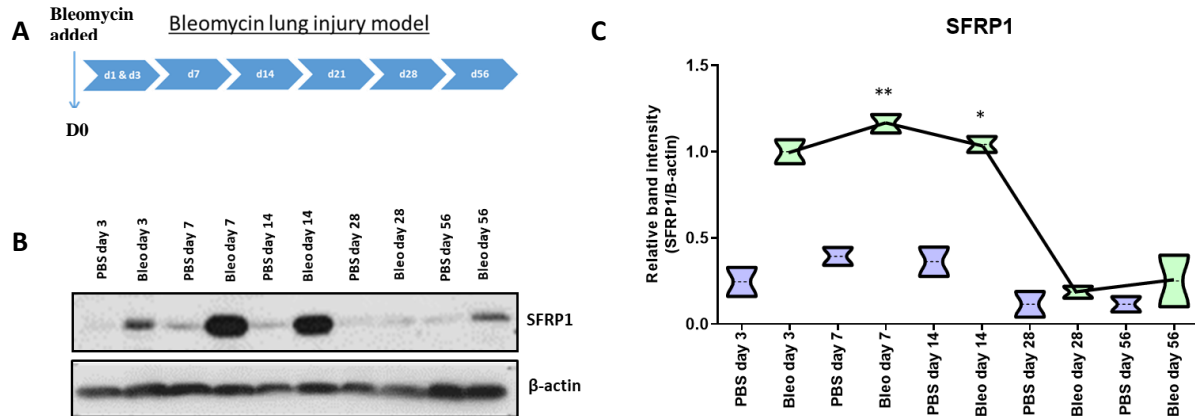 A
Bleomycin
added
Bleomycin lung injury model
d1 & d3
d7
d14
d21
d28
d56
D0
B
PBS day 3
Bleo day 3
PBS day 7
Bleo day 7
PBS day 14
Bleo day 14
PBS day 28
Bleo day 28
PBS day 56
Bleo day 56
SFRP1
β-actin
C
SFRP1
Relative band intensity
(SFRP1/B-actin)
1.5
1.0
0.5
0.0
**
*
PBS day 3
Bleo day 3
PBS day 7
Bleo day 7
PBS day 14
Bleo day 14
PBS day 28
Bleo day 28
PBS day 56
Bleo day 56